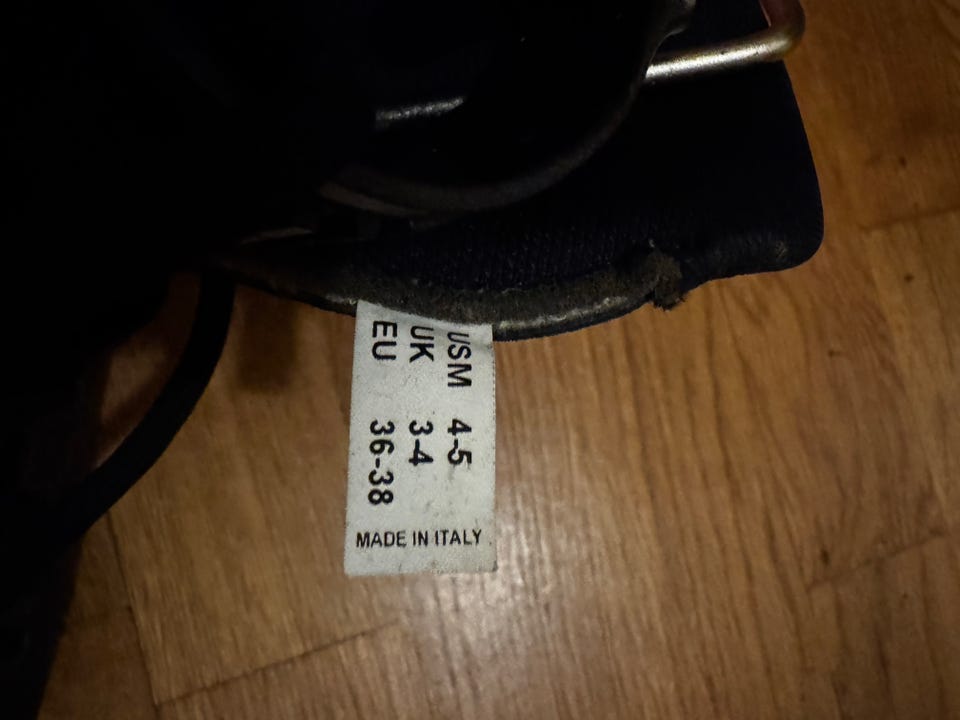 USM 4-5
UK 3-4
EU 36-38
MADE IN ITALY